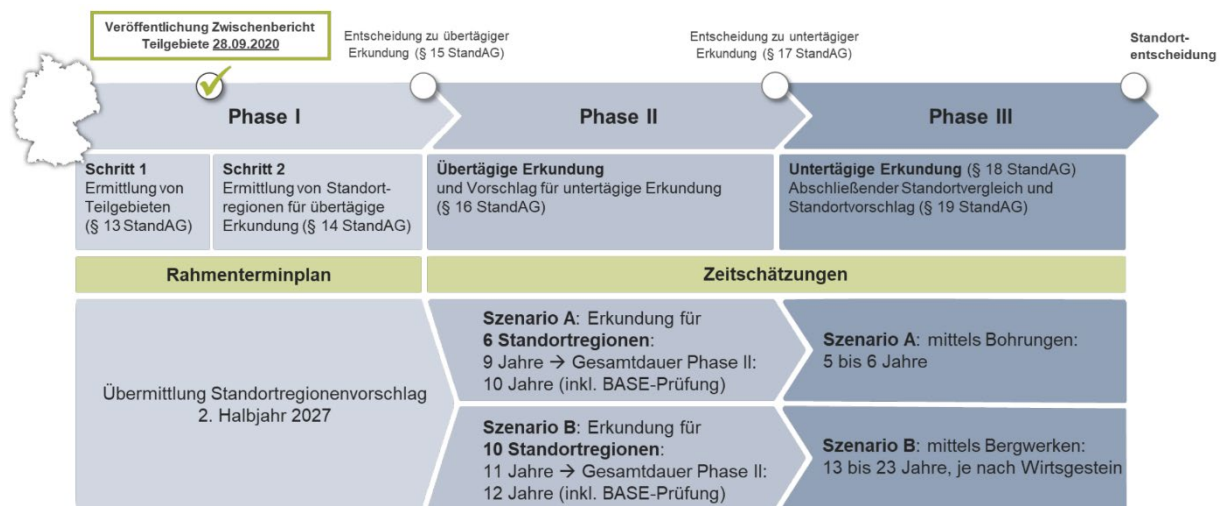 Veröffentlichung Zwischenbericht
Teilgebiete 28.09.2020
Entscheidung zu übertägiger
Erkundung (§ 15 StandAG)
Entscheidung zu untertägiger
Erkundung (§ 17 StandAG)
Standort-
entscheidung
Phase I
Phase II
Phase III
Schritt 1
Ermittlung von
Teilgebieten
(§ 13 StandAG)
Schritt 2
Ermittlung von Standort-
regionen für übertägige
Erkundung (§ 14 StandAG)
Übertägige Erkundung
und Vorschlag für untertägige Erkundung
(§ 16 StandAG)
Untertägige Erkundung (§ 18 StandAG)
Abschließender Standortvergleich und
Standortvorschlag (§ 19 StandAG)
Rahmenterminplan
Zeitschätzungen
Übermittlung Standortregionenvorschlag
2. Halbjahr 2027
Szenario A: Erkundung für
6 Standortregionen:
9 Jahre → Gesamtdauer Phase II:
10 Jahre (inkl. BASE-Prüfung)
Szenario A: mittels Bohrungen:
5 bis 6 Jahre
Szenario B: Erkundung für
10 Standortregionen:
11 Jahre → Gesamtdauer Phase II:
12 Jahre (inkl. BASE-Prüfung)
Szenario B: mittels Bergwerken:
13 bis 23 Jahre, je nach Wirtsgestein